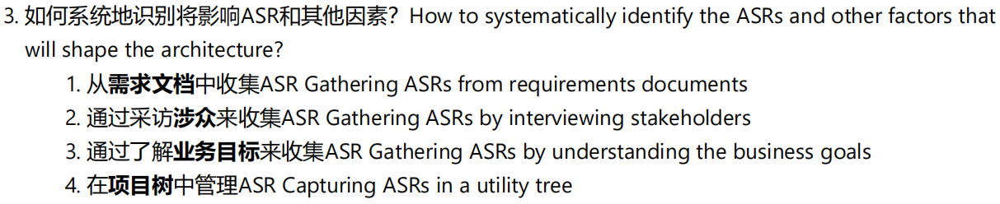 3. 如何系统地识别将影响ASR和其他因素？How to systematically identify the ASRs and other factors that
will shape the architecture?
1. 从需求文档中收集ASR Gathering ASRs from requirements documents
2. 通过采访涉众来收集ASR Gathering ASRs by interviewing stakeholders
3. 通过了解业务目标来收集ASR Gathering ASRs by understanding the business goals
4. 在项目树中管理ASR Capturing ASRs in a utility tree